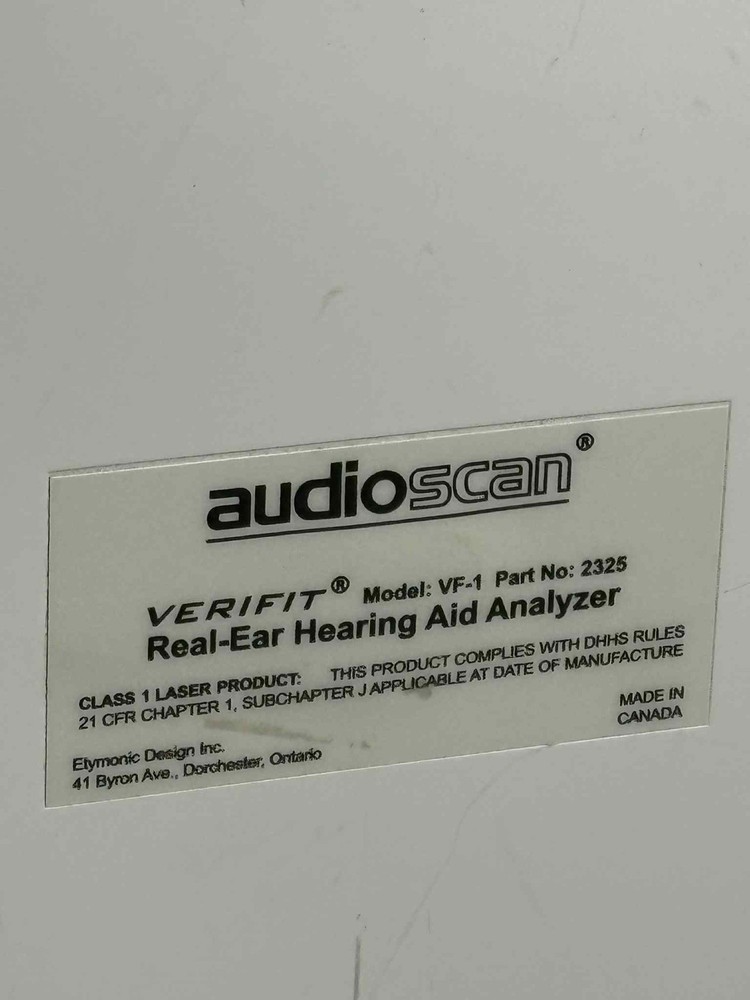 audioscan®
VERIFIT® Model: VF-1 Part No: 2325
Real-Ear Hearing Aid Analyzer
CLASS 1 LASER PRODUCT: THIS PRODUCT COMPLIES WITH DHHS RULES
21 CFR CHAPTER 1, SUBCHAPTER J APPLICABLE AT DATE OF MANUFACTURE
MADE IN
CANADA
Etymonic Design Inc.
41 Byron Ave., Dorchester, Ontario